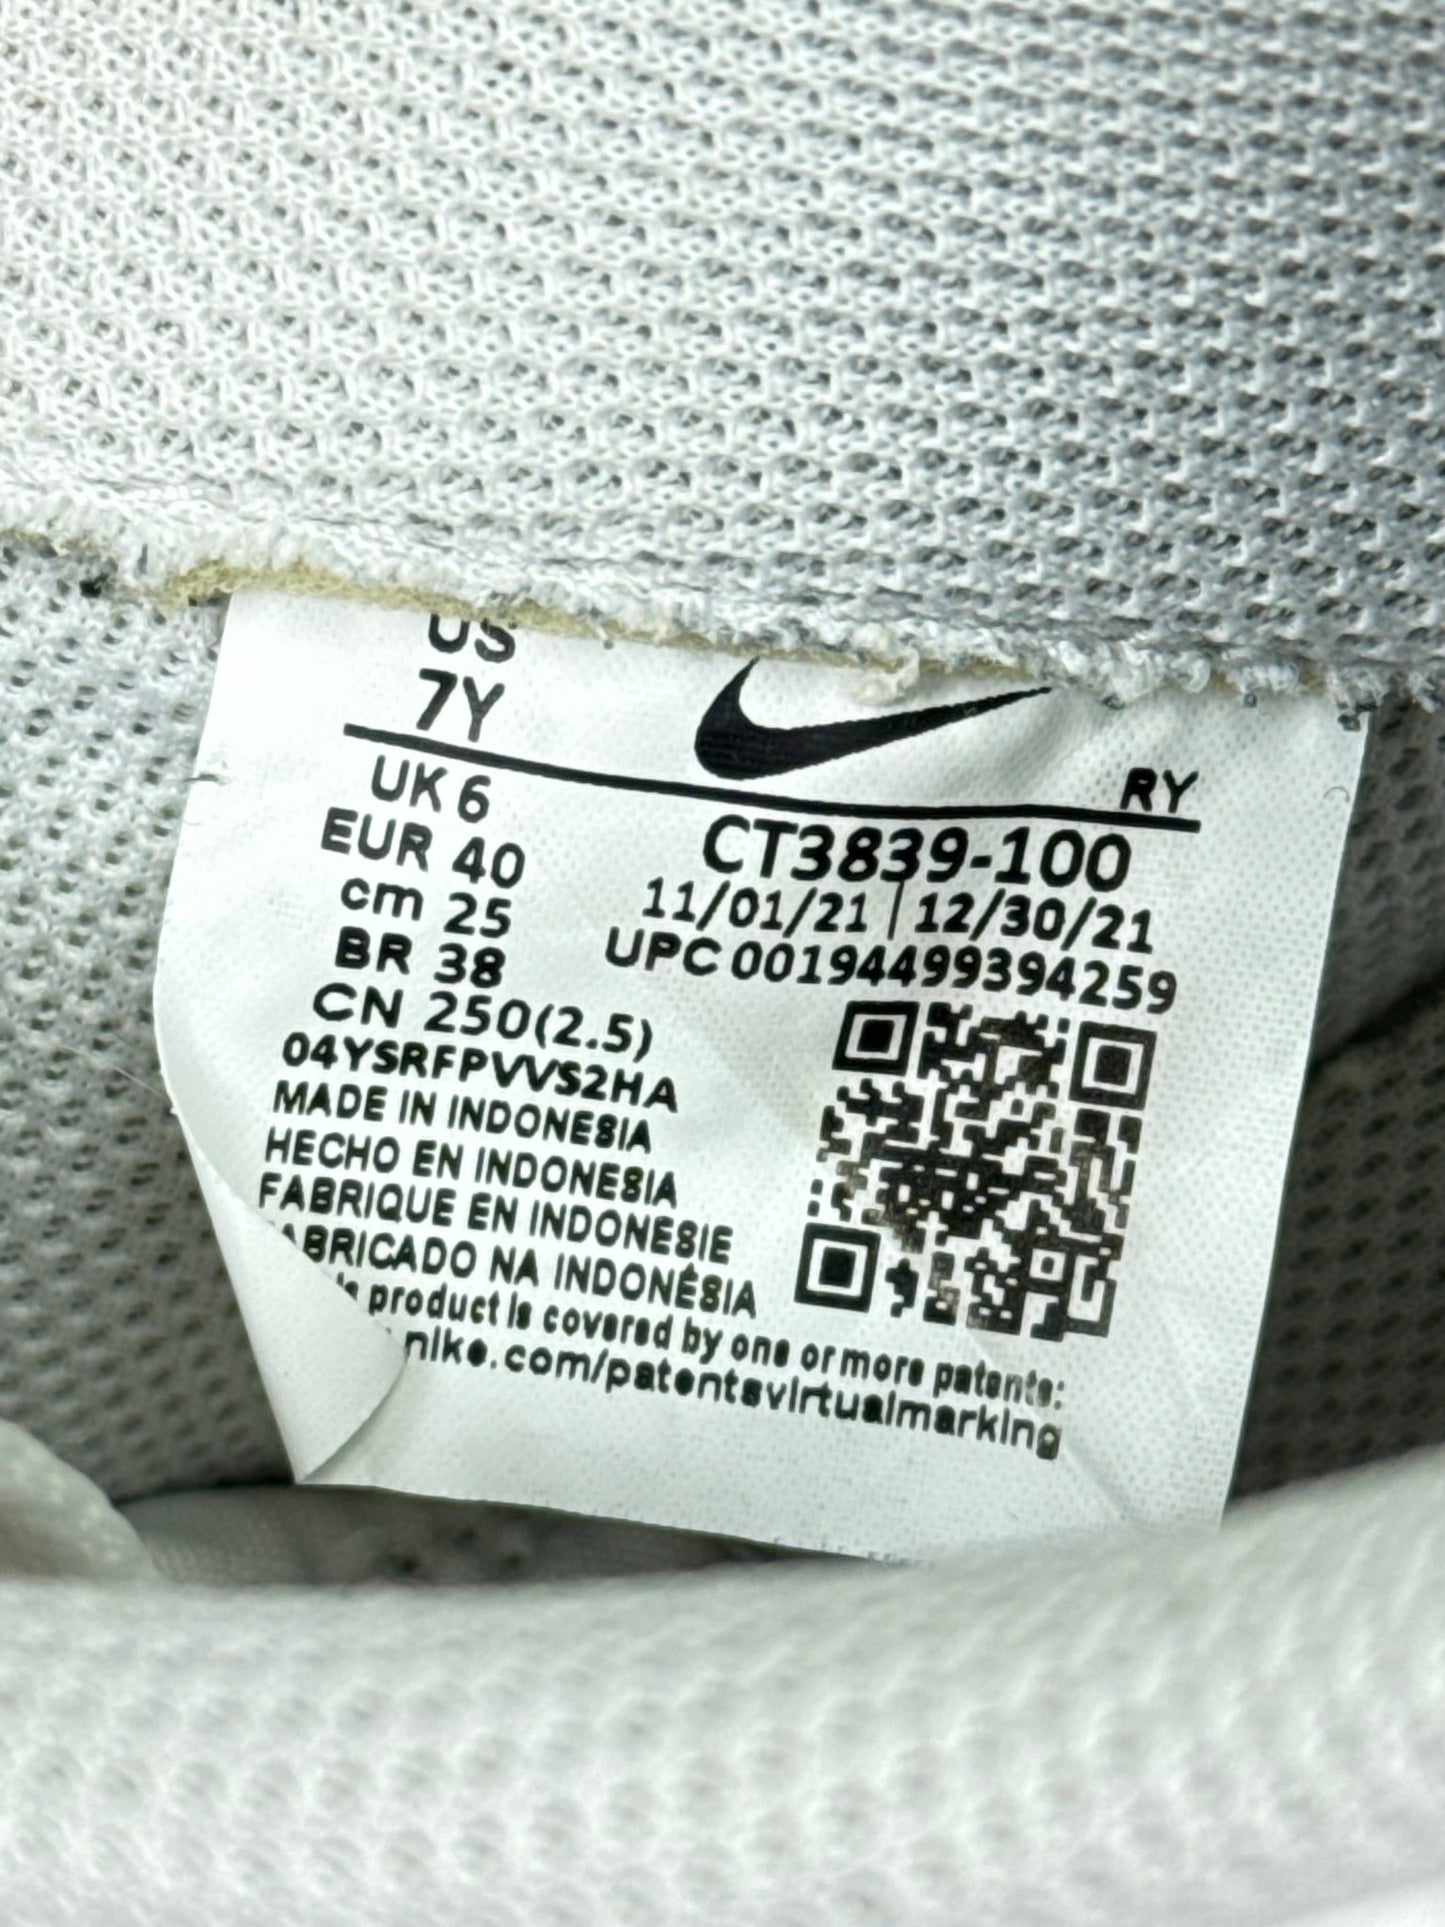 US
7Y
UK 6
EUR 40
cm 25
BR 38
CN 250(2.5)
04YSRFPVVS2HA
MADE IN INDONESIA
HECHO EN INDONESIA
FABRIQUE EN INDONESIE
FABRICADO NA INDONÉSIA
product is covered by one or more patents:
nike.com/patentsvirtualmarking
RY
CT3839-100
11/01/21 | 12/30/21
UPC 00194499394259